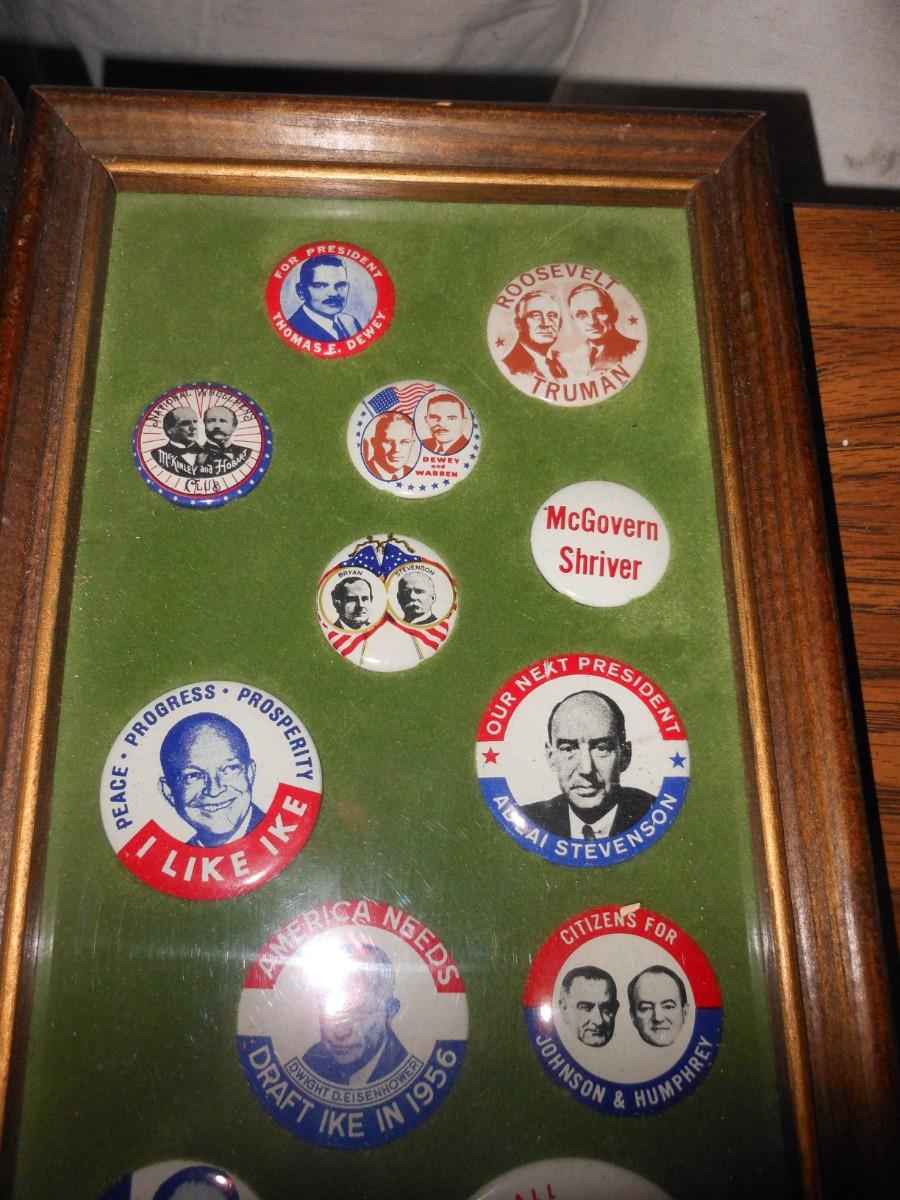 FOR PRESIDENT
THOMAS E. DEWEY
ROOSEVELT
TRUMAN
NATIONAL WHEELMEN'S
McKINLEY and HOBART
CLUB
DEWEY
and
WARREN
McGovern
Shriver
BRYAN
STEVENSON
PEACE · PROGRESS · PROSPERITY
I LIKE IKE
OUR NEXT PRESIDENT
ADLAI STEVENSON
AMERICA NEEDS
DWIGHT D. EISENHOWER
DRAFT IKE IN 1956
CITIZENS FOR
JOHNSON & HUMPHREY